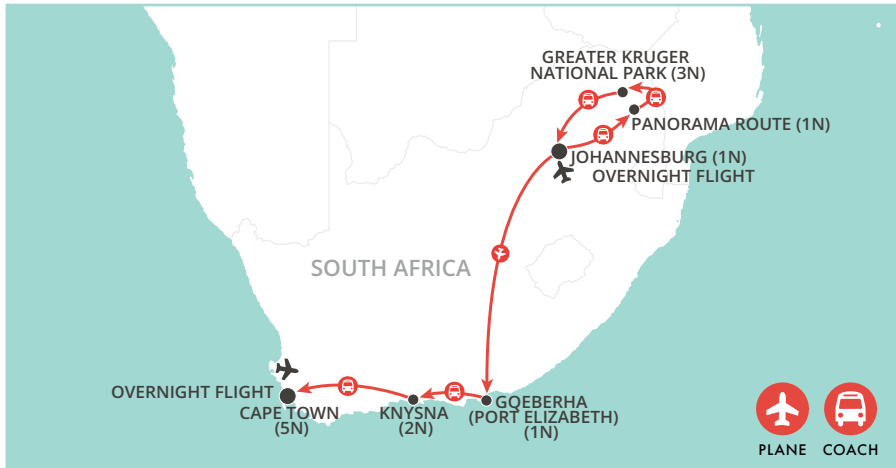 GREATER KRUGER
NATIONAL PARK (3N)
PANORAMA ROUTE (1N)
JOHANNESBURG (1N)
OVERNIGHT FLIGHT
SOUTH AFRICA
OVERNIGHT FLIGHT
CAPE TOWN
(5N)
KNYSNA
(2N)
GQEBERHA
(PORT ELIZABETH)
(1N)
PLANE
COACH